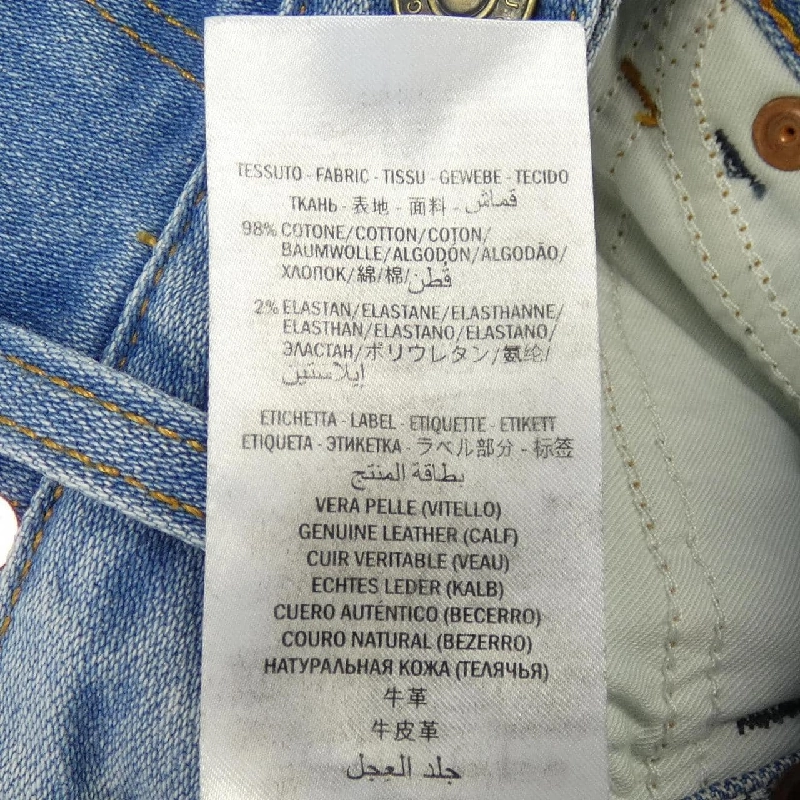 TESSUTO - FABRIC - TISSU - GEWEBE - TECIDO
ТКАНЬ - 表地 - 面料 - قماش
98% COTONE/COTTON/COTON/
BAUMWOLLE/ALGODÓN/ALGODÃO/
ХЛОПОК/綿/棉/قطن
2% ELASTAN/ELASTANE/ELASTHANNE/
ELASTHAN/ELASTANO/ELASTANO/
ЭЛАСТАН/ポリウレタン/氨纶/
إيلاستين
ETICHETTA - LABEL - ETIQUETTE - ETIKETT
ETIQUETA - ЭТИКЕТКА - ラベル部分 - 标签
بطاقة المنتج
VERA PELLE (VITELLO)
GENUINE LEATHER (CALF)
CUIR VERITABLE (VEAU)
ECHTES LEDER (KALB)
CUERO AUTÉNTICO (BECERRO)
COURO NATURAL (BEZERRO)
НАТУРАЛЬНАЯ КОЖА (ТЕЛЯЧЬЯ)
牛革
牛皮革
جلد العجل